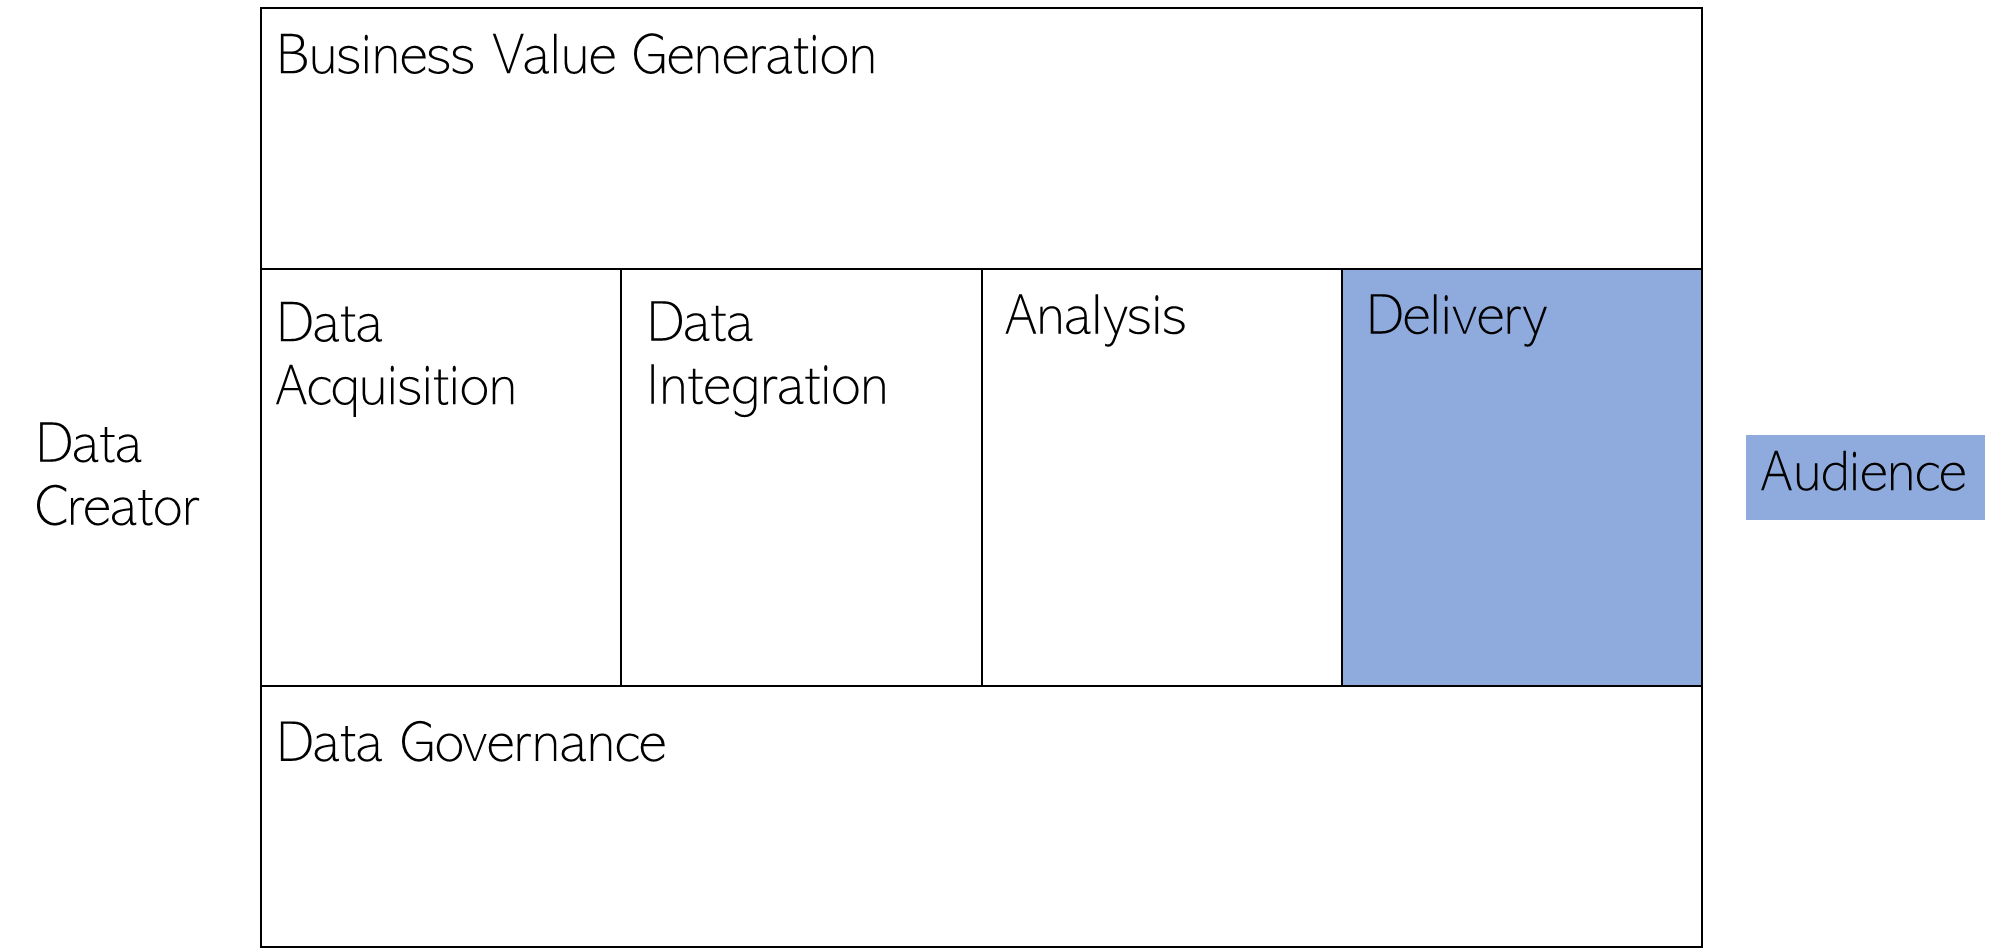 Business Value Generation
Data
Acquisition
Data
Integration
Analysis
Delivery
Data
Creator
Audience
Data Governance